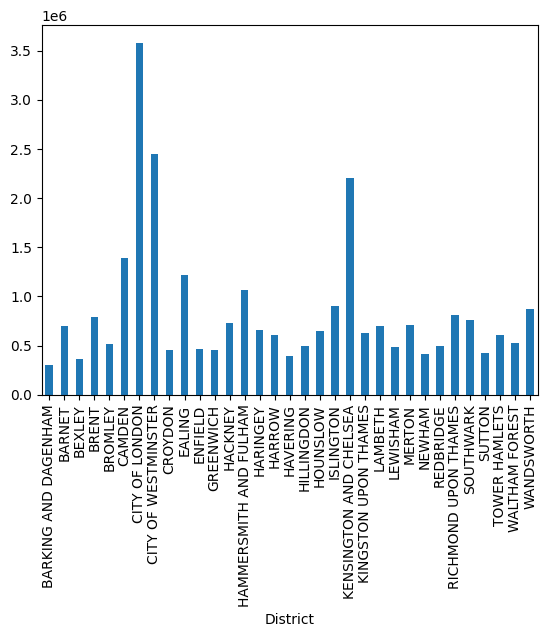 1e6
3.5
3.0
2.5
2.0
1.5
1.0
0.5
0.0
BARKING AND DAGENHAM
BARNET
BEXLEY
BRENT
BROMLEY
CAMDEN
CITY OF LONDON
CITY OF WESTMINSTER
CROYDON
EALING
ENFIELD
GREENWICH
HACKNEY
HAMMERSMITH AND FULHAM
HARINGEY
HARROW
HAVERING
HILLINGDON
HOUNSLOW
ISLINGTON
KENSINGTON AND CHELSEA
KINGSTON UPON THAMES
LAMBETH
LEWISHAM
MERTON
NEWHAM
REDBRIDGE
RICHMOND UPON THAMES
SOUTHWARK
SUTTON
TOWER HAMLETS
WALTHAM FOREST
WANDSWORTH
District